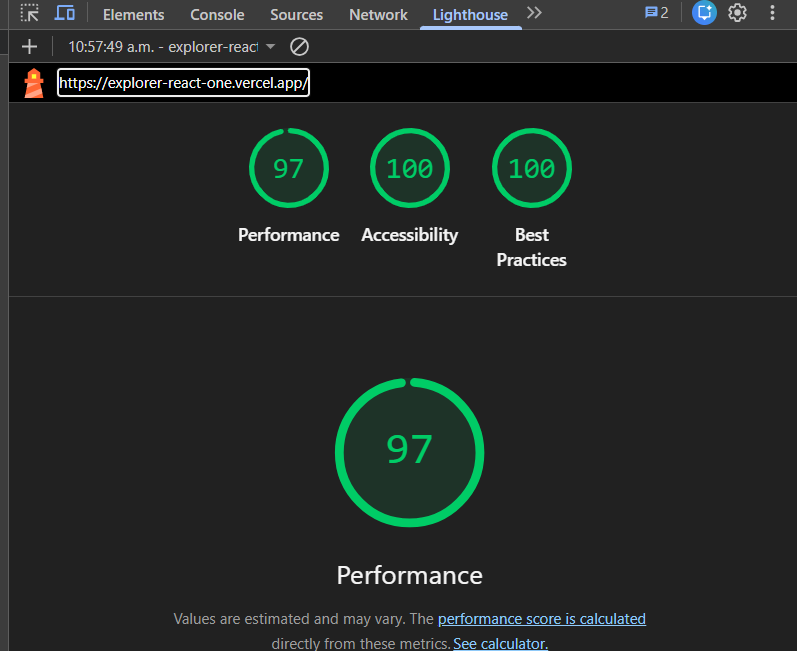 Elements Console Sources Network Lighthouse 2
10:57:49 a.m. - explorer-react
https://explorer-react-one.vercel.app/
97 100 100
Performance Accessibility Best
Practices
97
Performance
Values are estimated and may vary. The performance score is calculated
directly from these metrics. See calculator.